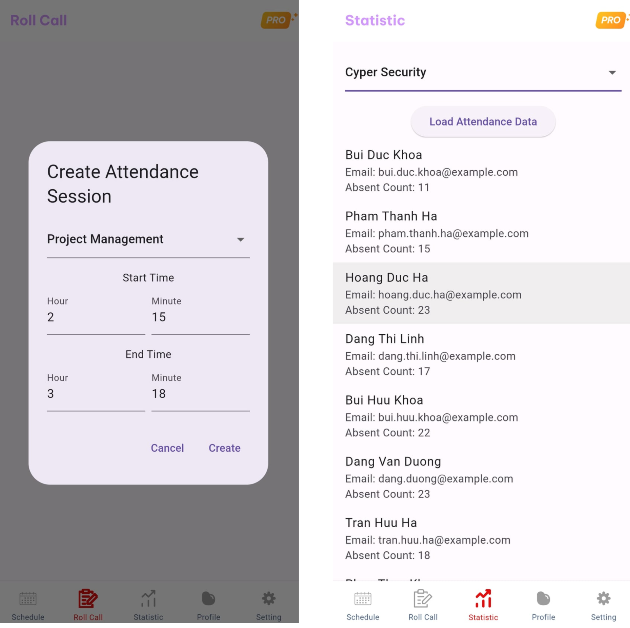 Roll Call
PRO
Create Attendance
Session
Project Management
Start Time
Hour
Minute
2
15
End Time
Hour
Minute
3
18
Cancel
Create
Schedule
Roll Call
Statistic
Profile
Setting
Statistic
PRO
Cyper Security
Load Attendance Data
Bui Duc Khoa
Email: bui.duc.khoa@example.com
Absent Count: 11
Pham Thanh Ha
Email: pham.thanh.ha@example.com
Absent Count: 15
Hoang Duc Ha
Email: hoang.duc.ha@example.com
Absent Count: 23
Dang Thi Linh
Email: dang.thi.linh@example.com
Absent Count: 17
Bui Huu Khoa
Email: bui.huu.khoa@example.com
Absent Count: 22
Dang Van Duong
Email: dang.duong@example.com
Absent Count: 23
Tran Huu Ha
Email: tran.huu.ha@example.com
Absent Count: 18
Schedule
Roll Call
Statistic
Profile
Setting